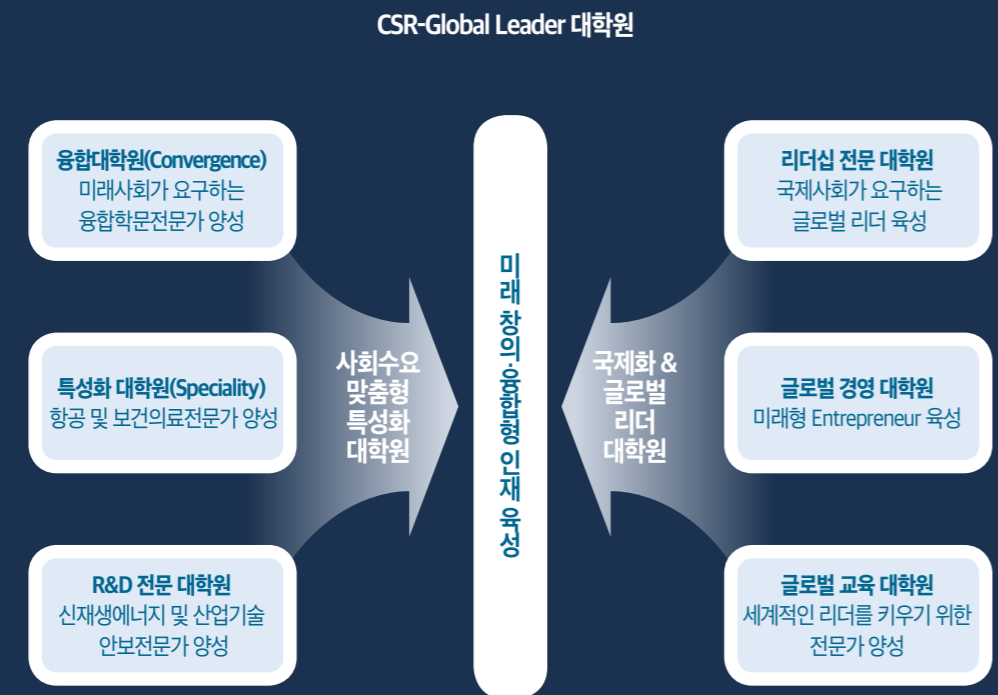 CSR-Global Leader 대학원
융합대학원(Convergence)
미래사회가 요구하는
융합학문전문가 양성
특성화 대학원(Speciality)
항공 및 보건의료전문가 양성
R&D 전문 대학원
신재생에너지 및 산업기술
안보전문가 양성
사회수요
맞춤형
특성화
대학원
미래 창의·융합형 인재 육성
국제화 &
글로벌
리더
대학원
리더십 전문 대학원
국제사회가 요구하는
글로벌 리더 육성
글로벌 경영 대학원
미래형 Entrepreneur 육성
글로벌 교육 대학원
세계적인 리더를 키우기 위한
전문가 양성